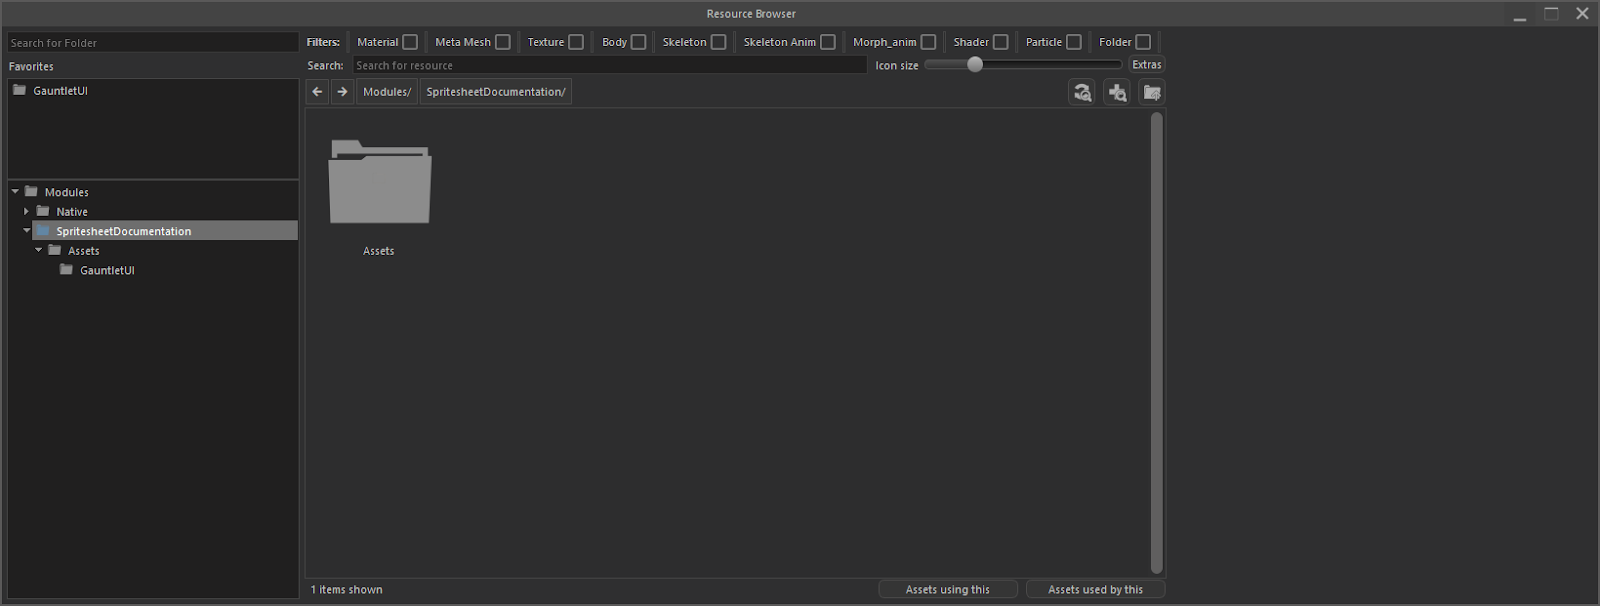 Resource Browser
Search for Folder
Filters: Material Meta Mesh Texture Body Skeleton Skeleton Anim Morph_anim Shader Particle Folder
Favorites
Search: Search for resource Icon size Extras
GauntletUI
Modules/ SpritesheetDocumentation/
Modules
Native
SpritesheetDocumentation
Assets
GauntletUI
Assets
1 items shown
Assets using this
Assets used by this